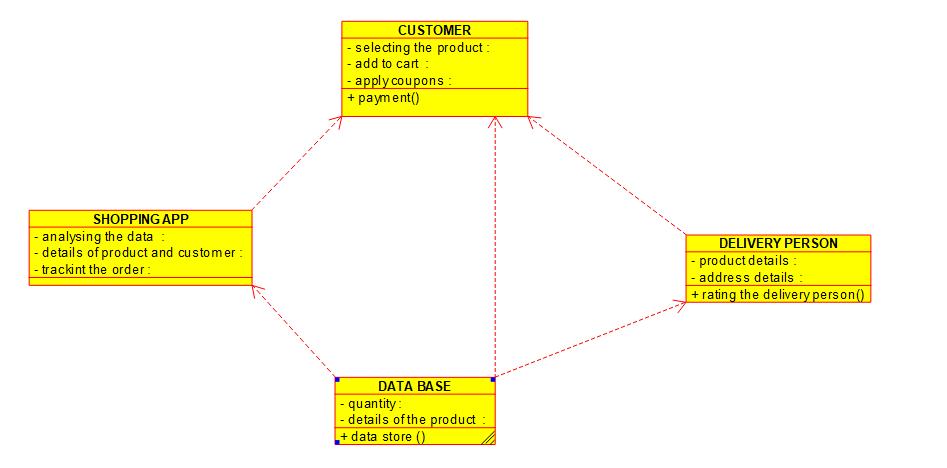 CUSTOMER
- selecting the product :
- add to cart :
- apply coupons :
+ payment()
SHOPPING APP
- analysing the data :
- details of product and customer :
- trackint the order :
DELIVERY PERSON
- product details :
- address details :
+ rating the delivery person()
DATA BASE
- quantity :
- details of the product :
+ data store ()